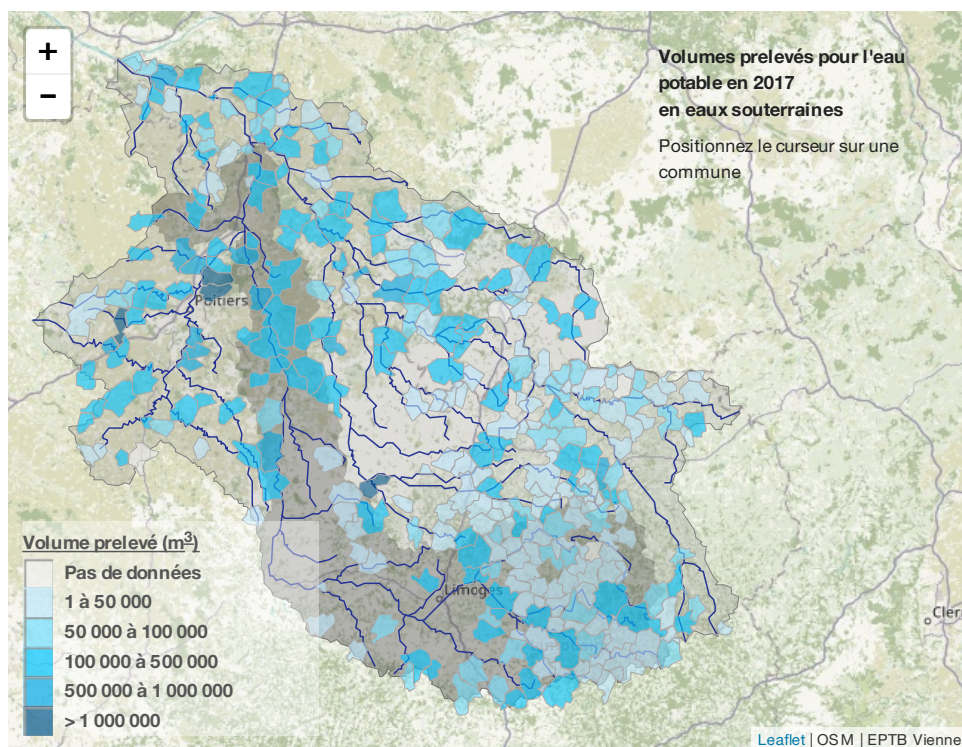 +
−
Volumes prelevés pour l'eau
potable en 2017
en eaux souterraines
Positionnez le curseur sur une
commune
Poitiers
Limoges
Cler
Volume prelevé (m³)
Pas de données
1 à 50 000
50 000 à 100 000
100 000 à 500 000
500 000 à 1 000 000
> 1 000 000
Leaflet | OSM | EPTB Vienne